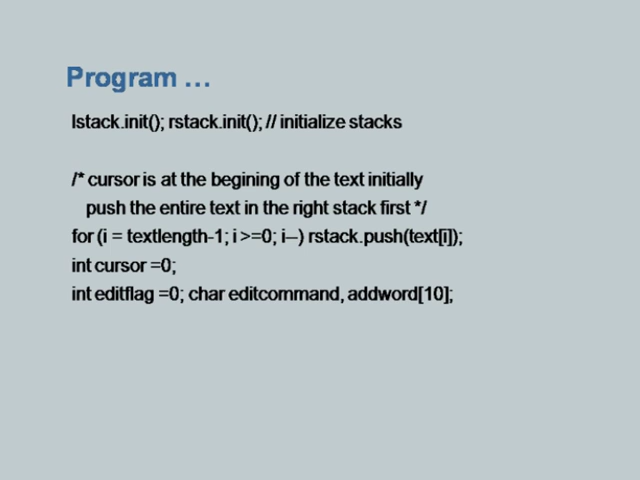 Program …
lstack.init(); rstack.init(); // initialize stacks
/* cursor is at the begining of the text initially
push the entire text in the right stack first */
for (i = textlength-1; i >=0; i--) rstack.push(text[i]);
int cursor =0;
int editflag =0; char editcommand, addword[10];